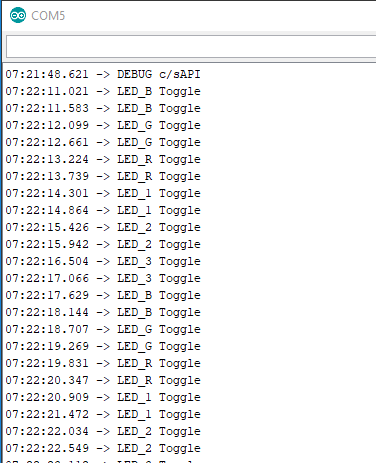 COM5
07:21:48.621 -> DEBUG c/sAPI
07:22:11.021 -> LED_B Toggle
07:22:11.583 -> LED_B Toggle
07:22:12.099 -> LED_G Toggle
07:22:12.661 -> LED_G Toggle
07:22:13.224 -> LED_R Toggle
07:22:13.739 -> LED_R Toggle
07:22:14.301 -> LED_1 Toggle
07:22:14.864 -> LED_1 Toggle
07:22:15.426 -> LED_2 Toggle
07:22:15.942 -> LED_2 Toggle
07:22:16.504 -> LED_3 Toggle
07:22:17.066 -> LED_3 Toggle
07:22:17.629 -> LED_B Toggle
07:22:18.144 -> LED_B Toggle
07:22:18.707 -> LED_G Toggle
07:22:19.269 -> LED_G Toggle
07:22:19.831 -> LED_R Toggle
07:22:20.347 -> LED_R Toggle
07:22:20.909 -> LED_1 Toggle
07:22:21.472 -> LED_1 Toggle
07:22:22.034 -> LED_2 Toggle
07:22:22.549 -> LED_2 Toggle